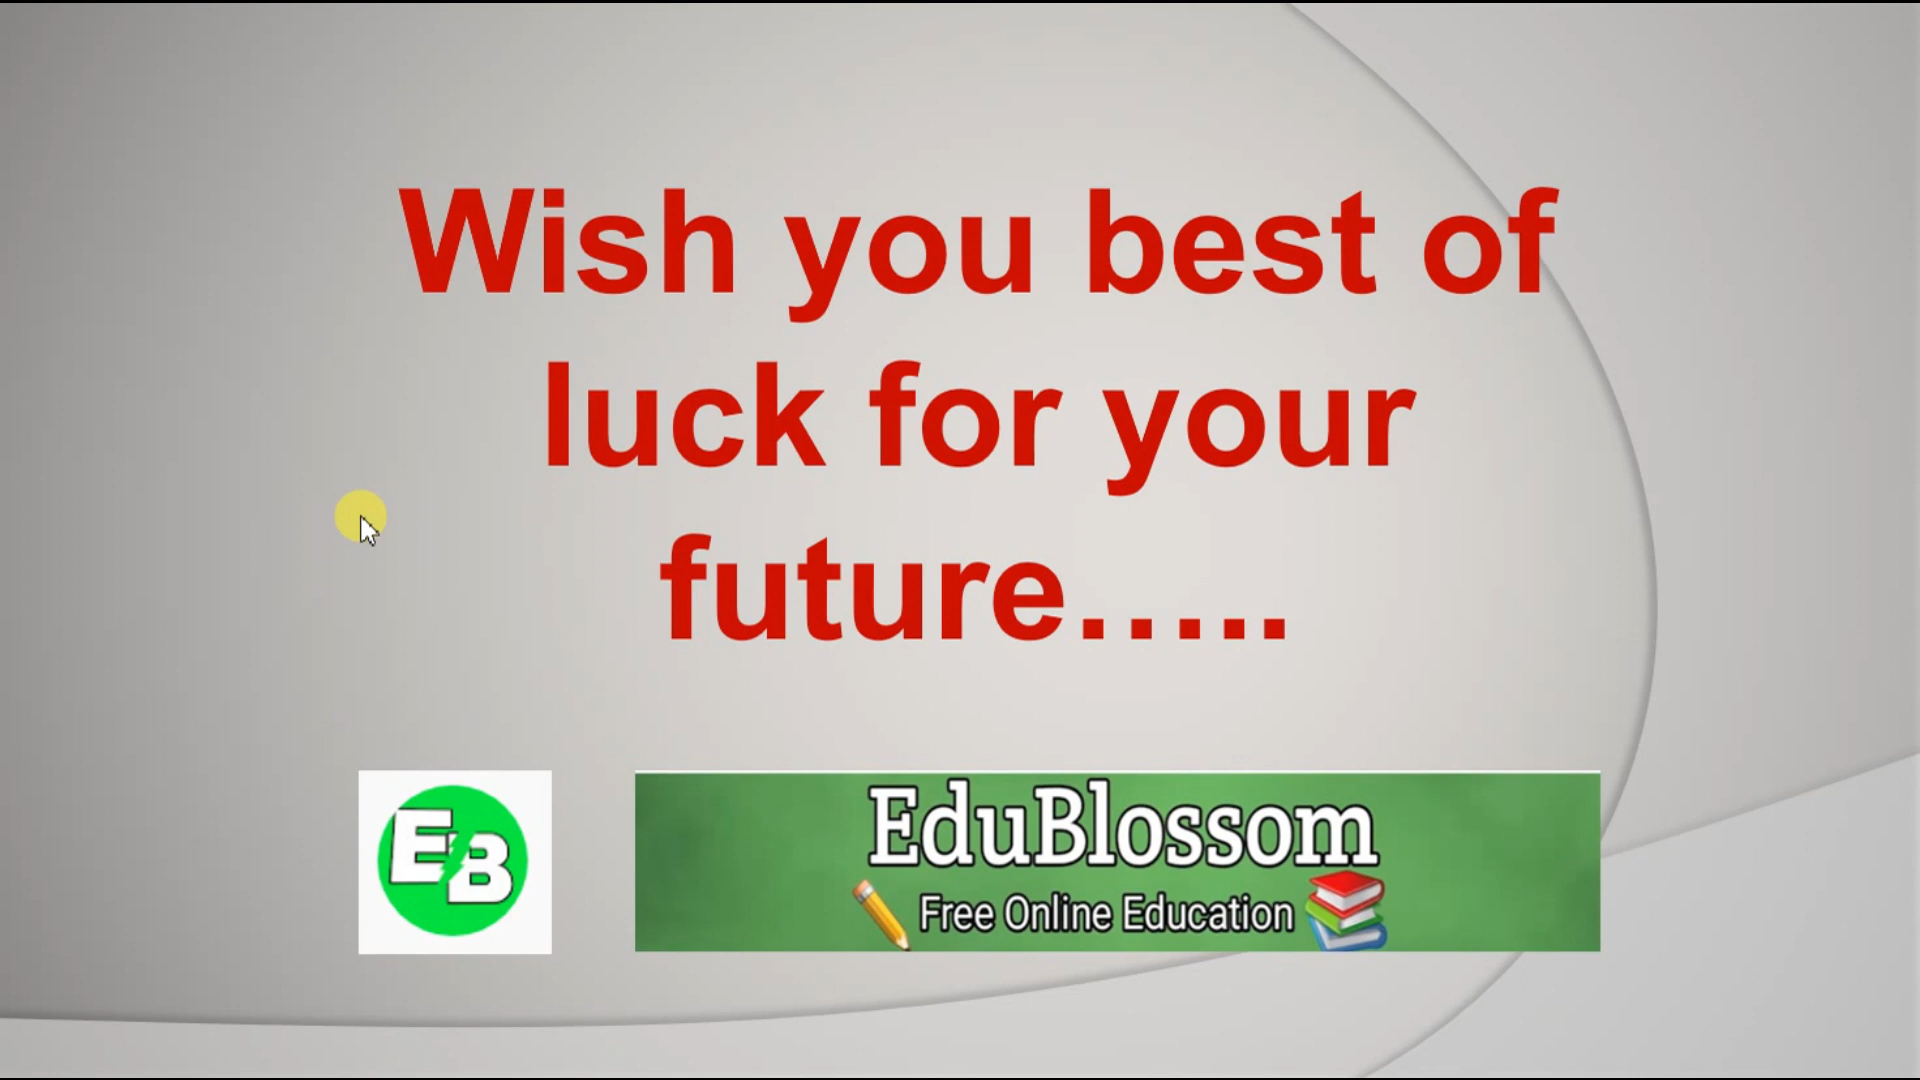 Wish you best of
luck for your
future.....
EB
EduBlossom
Free Online Education